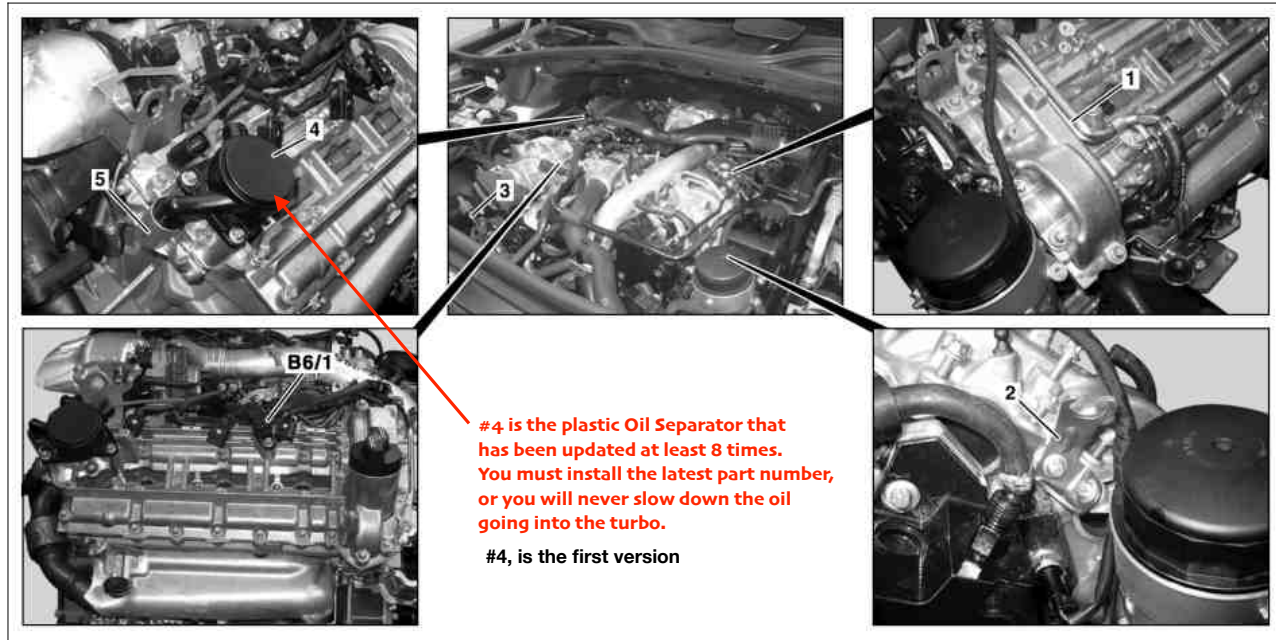 4
5
3
1
B6/1
2
#4 is the plastic Oil Separator that
has been updated at least 8 times.
You must install the latest part number,
or you will never slow down the oil
going into the turbo.
#4, is the first version